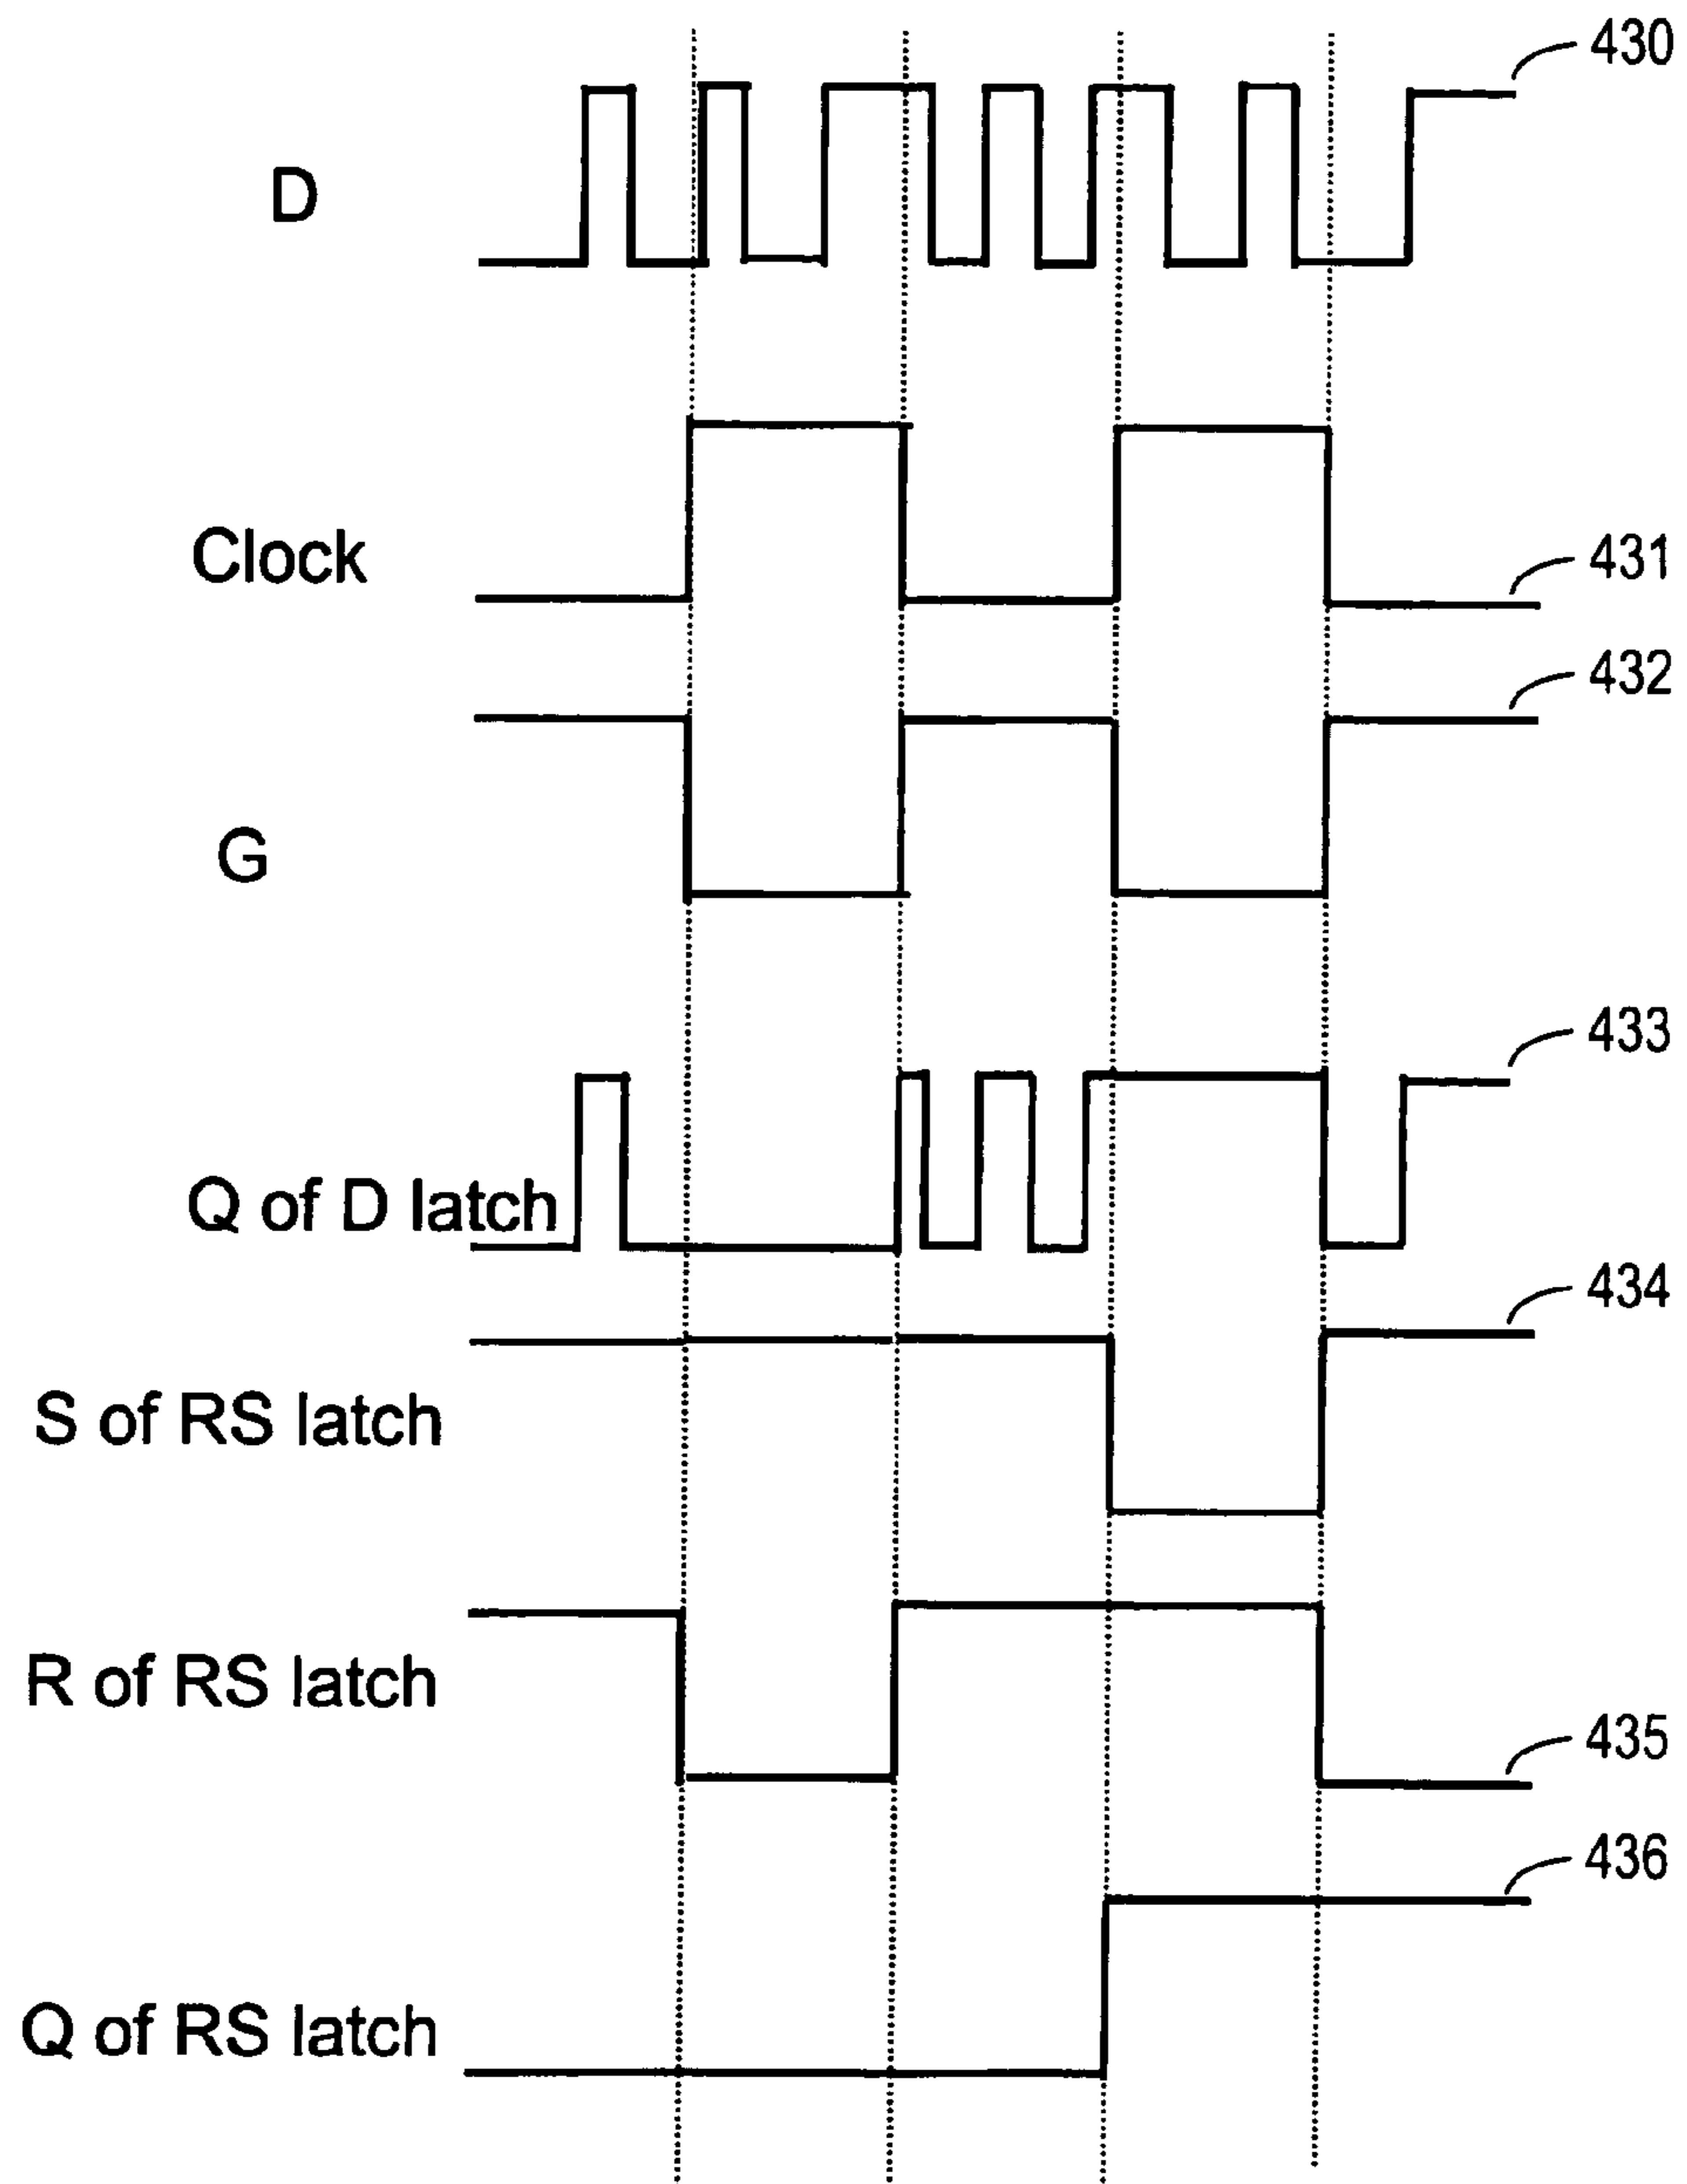 430
D
Clock
431
432
G
433
Q of D latch
434
S of RS latch
R of RS latch
435
436
Q of RS latch